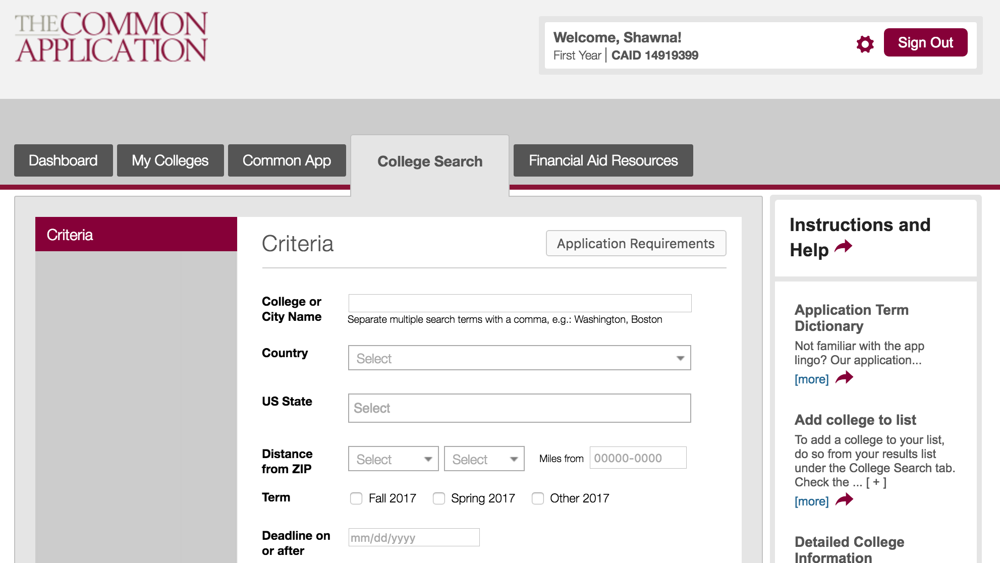 THE COMMON
APPLICATION
Welcome, Shawna!
First Year | CAID 14919399
Sign Out
Dashboard
My Colleges
Common App
College Search
Financial Aid Resources
Criteria
Criteria
Application Requirements
College or
City Name
Separate multiple search terms with a comma, e.g.: Washington, Boston
Country
Select
US State
Select
Distance
from ZIP
Select
Select
Miles from
00000-0000
Term
Fall 2017
Spring 2017
Other 2017
Deadline on
or after
mm/dd/yyyy
Instructions and
Help
Application Term
Dictionary
Not familiar with the app
lingo? Our application...
[more]
Add college to list
To add a college to your list,
do so from your results list
under the College Search tab.
Check the ... [ + ]
[more]
Detailed College
Information